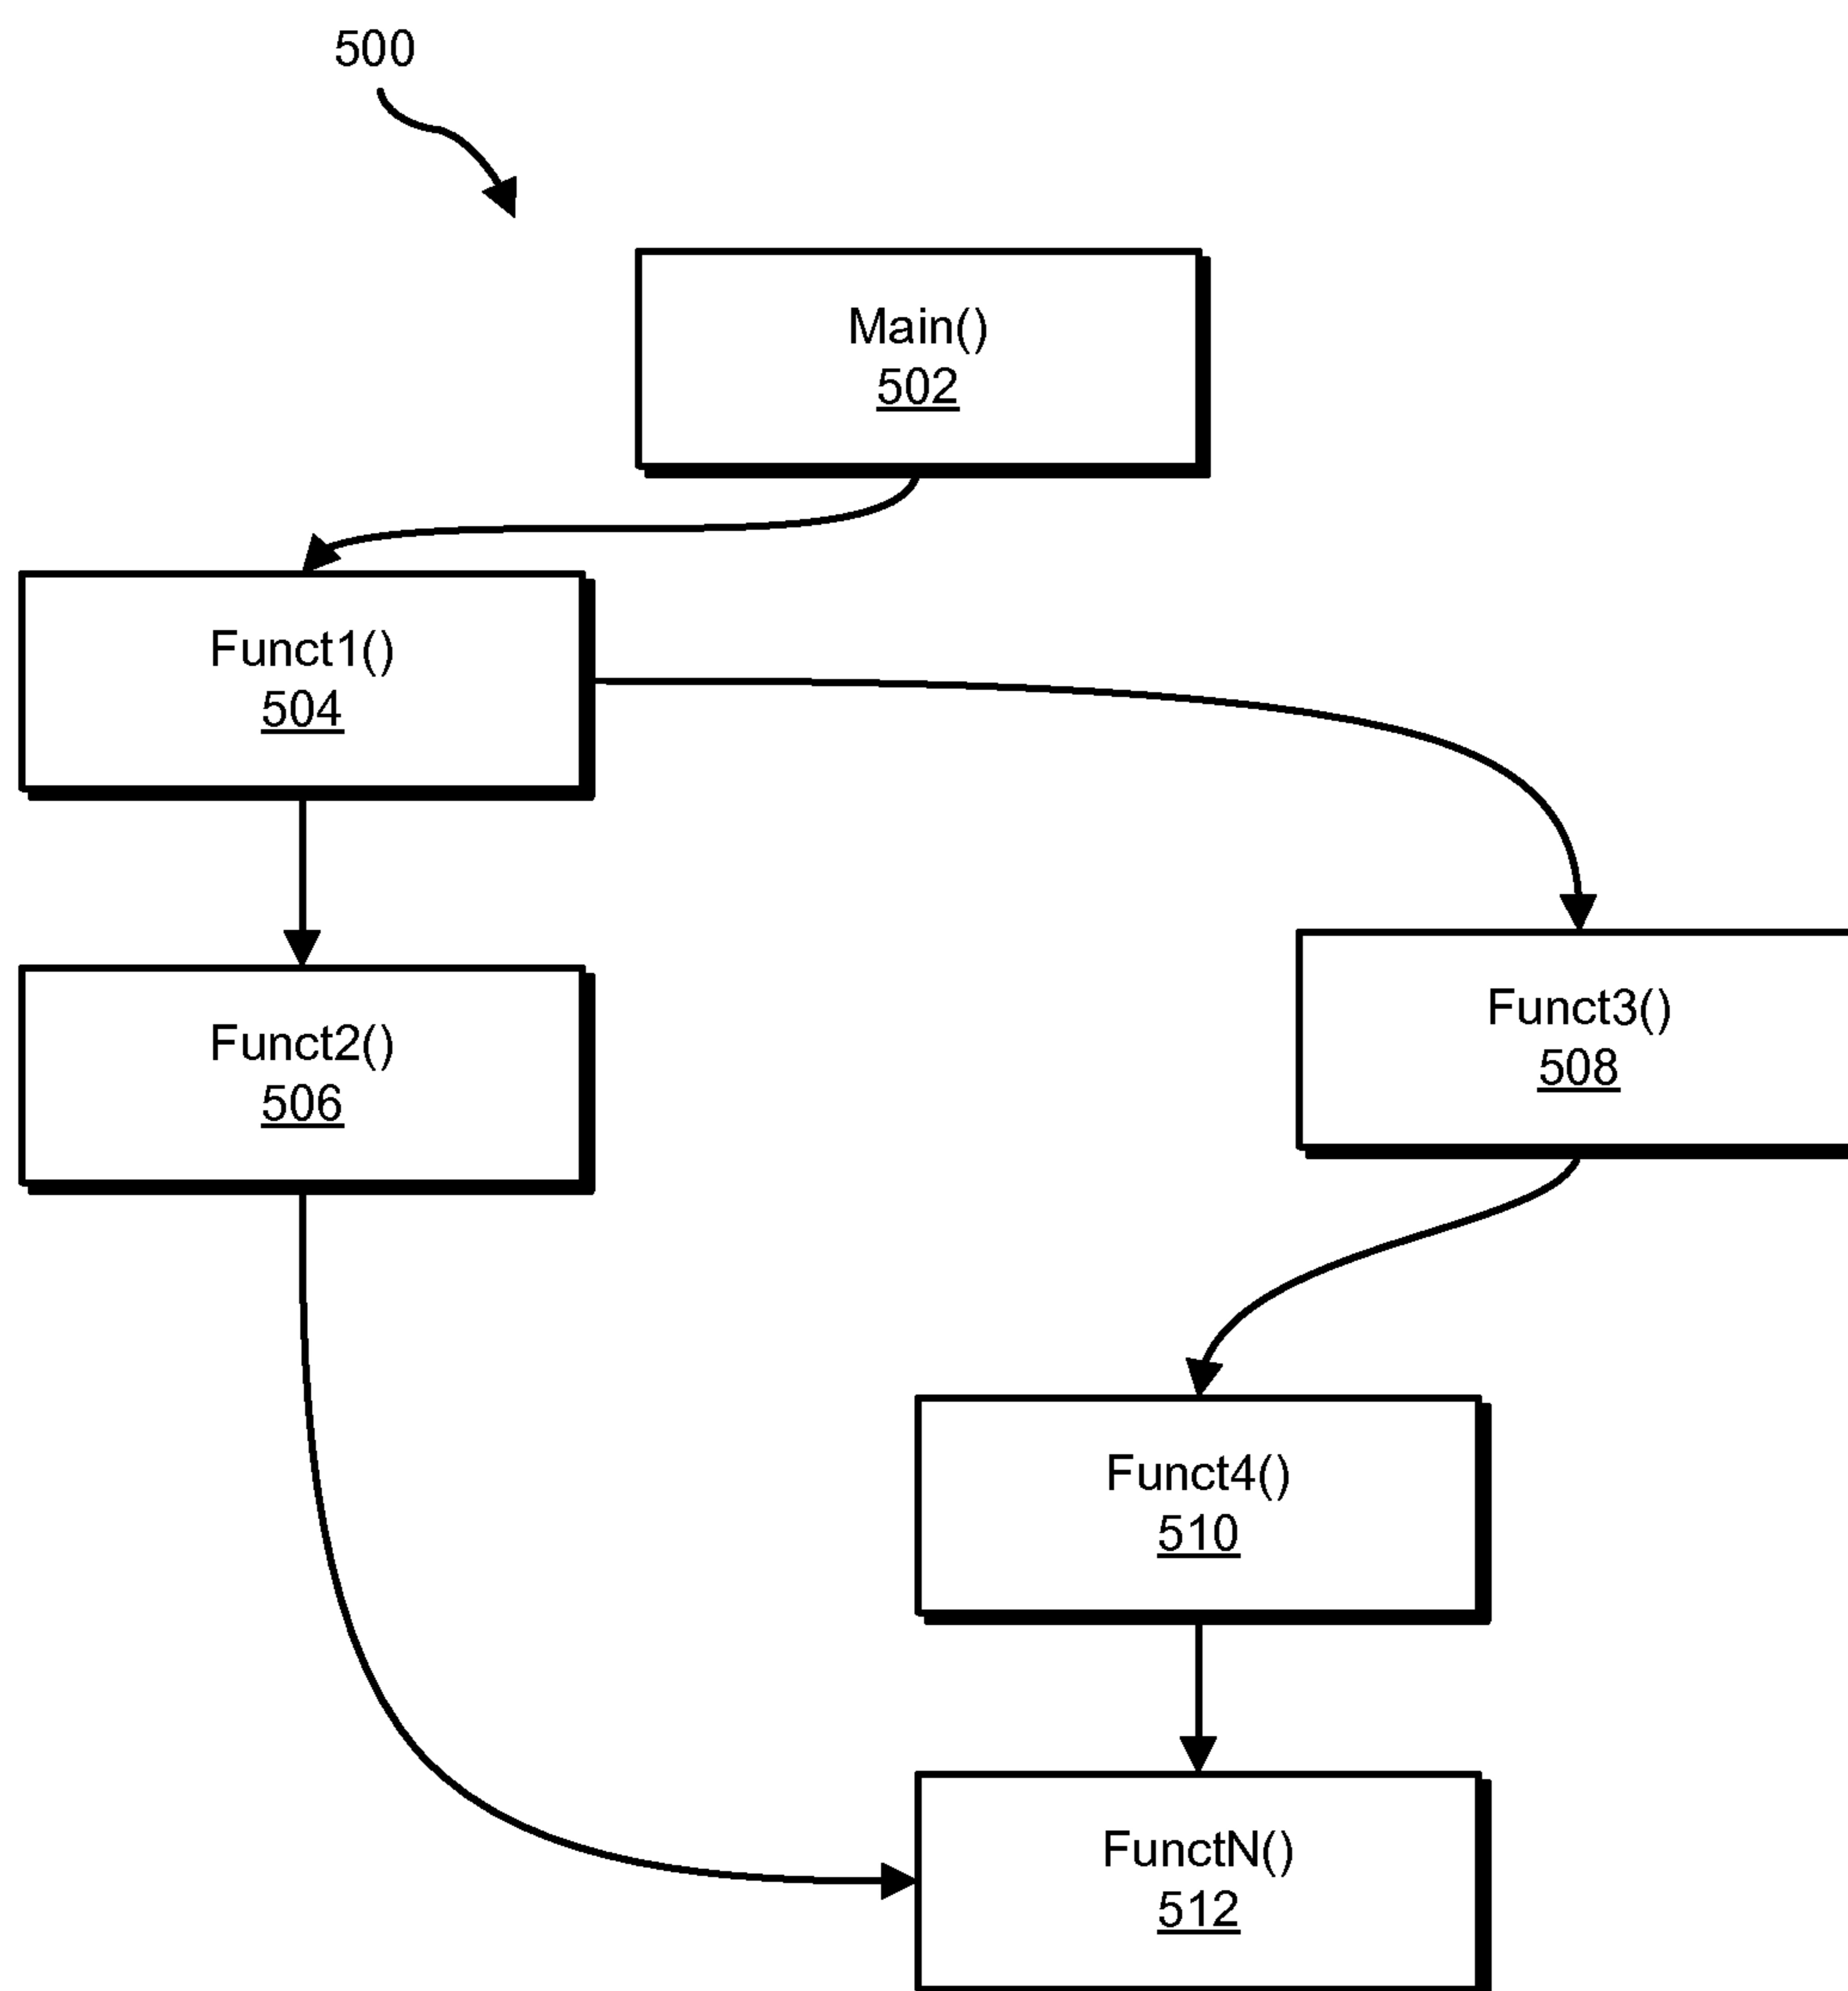 500
Main()
502
Funct1()
504
Funct2()
506
Funct3()
508
Funct4()
510
FunctN()
512